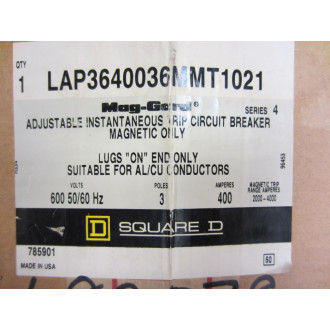 QTY
1
LAP3640036MMT1021
Mag-Gard®
SERIES 4
ADJUSTABLE INSTANTANEOUS TRIP CIRCUIT BREAKER
MAGNETIC ONLY
LUGS "ON" END ONLY
SUITABLE FOR AL/CU CONDUCTORS
VOLTS POLES AMPERES MAGNETIC TRIP RANGE AMPERES
600 50/60 Hz 3 400 2000-4000
D SQUARE D
785901
MADE IN USA
60